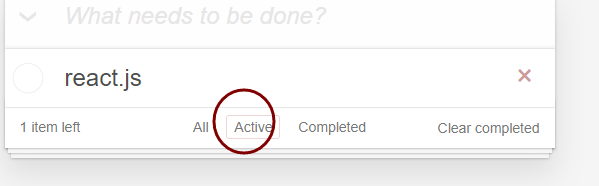 What needs to be done?
react.js
1 item left All Active Completed Clear completed